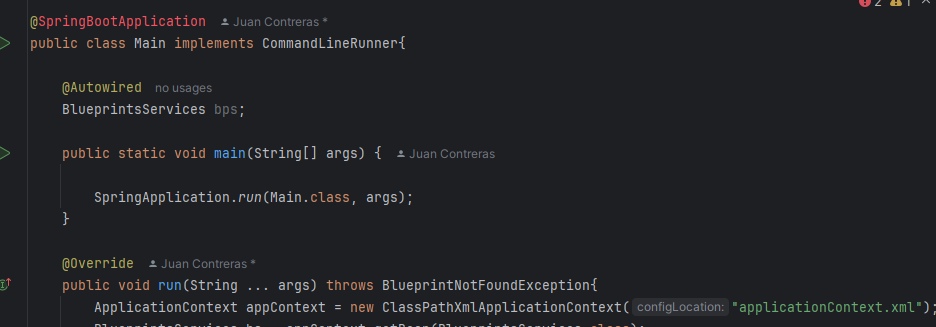 2 1
@SpringBootApplication Juan Contreras *
public class Main implements CommandLineRunner{
@Autowired no usages
BlueprintsServices bps;
public static void main(String[] args) { Juan Contreras
SpringApplication.run(Main.class, args);
}
@Override Juan Contreras *
public void run(String ... args) throws BlueprintNotFoundException{
ApplicationContext appContext = new ClassPathXmlApplicationContext( configLocation: "applicationContext.xml");